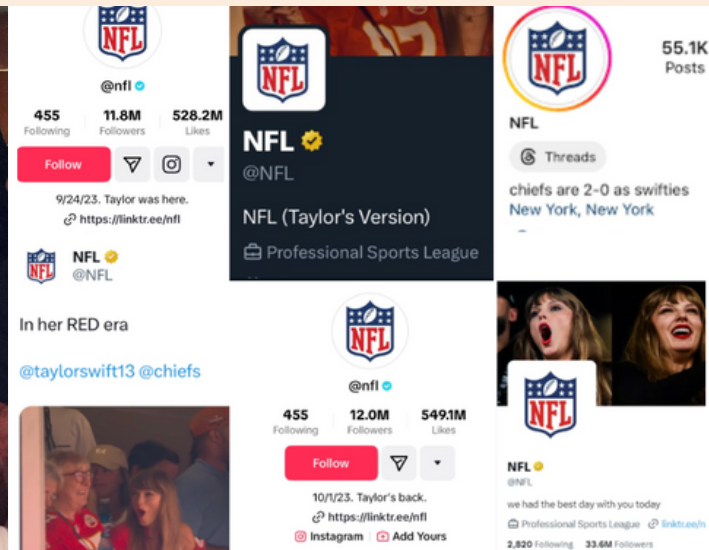 NFL
@nfl
455 11.8M 528.2M
Following Followers Likes
Follow
9/24/23. Taylor was here.
https://linktr.ee/nfl
NFL
NFL
@NFL
In her RED era
@taylorswift13 @chiefs
NFL
NFL
@NFL
NFL (Taylor's Version)
Professional Sports League
NFL
@nfl
455 12.0M 549.1M
Following Followers Likes
Follow
10/1/23. Taylor's back.
https://linktr.ee/nfl
Instagram Add Yours
NFL
55.1K
Posts
NFL
Threads
chiefs are 2-0 as swifties
New York, New York
NFL
NFL
@NFL
we had the best day with you today
Professional Sports League linktr.ee/n
2,820 Following 33.6M Followers